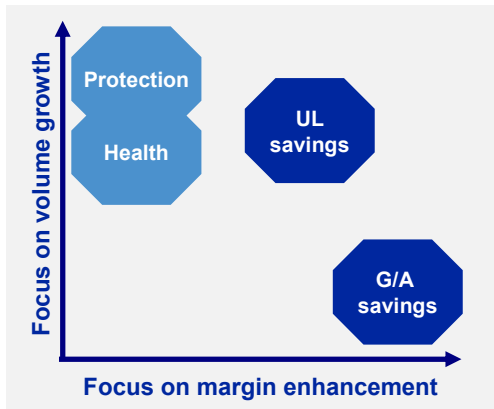 Focus on volume growth
Protection
Health
UL
savings
G/A
savings
Focus on margin enhancement